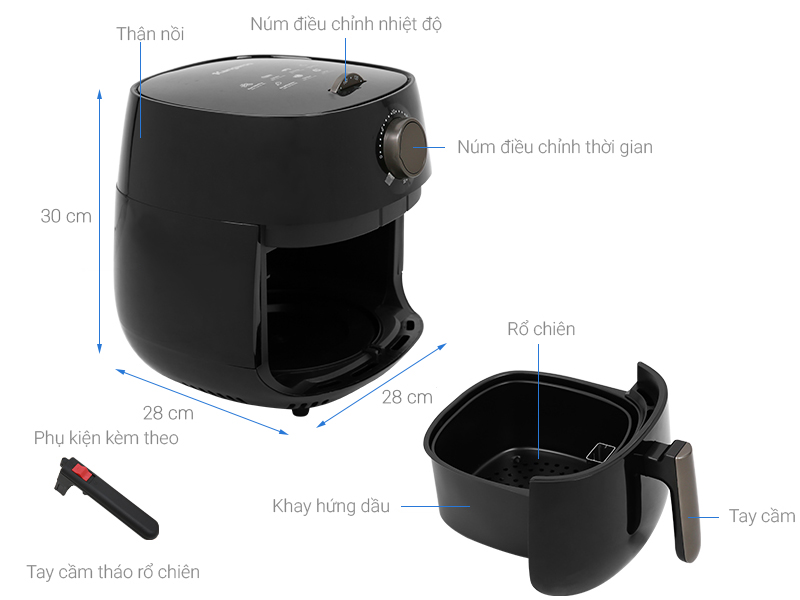 Núm điều chỉnh nhiệt độ
Thân nồi
Núm điều chỉnh thời gian
30 cm
Rổ chiên
28 cm
28 cm
Phụ kiện kèm theo
Khay hứng dầu
Tay cầm
Tay cầm tháo rổ chiên